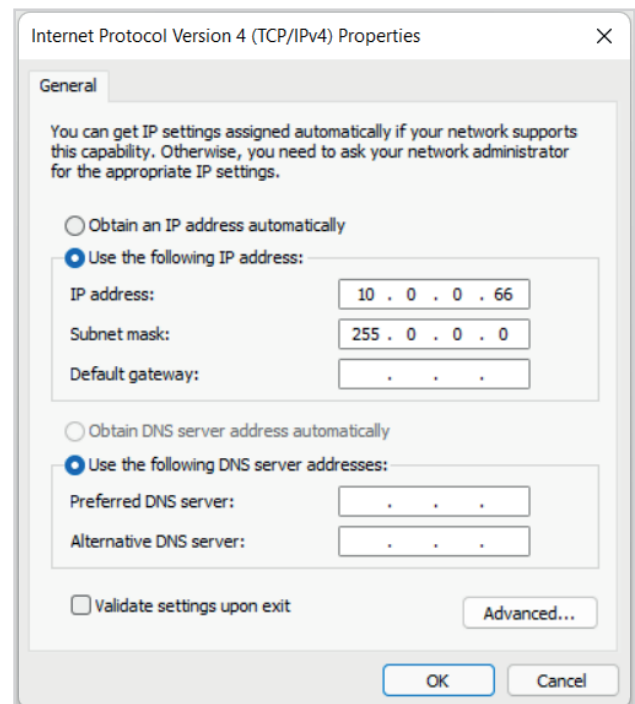 Internet Protocol Version 4 (TCP/IPv4) Properties
General
You can get IP settings assigned automatically if your network supports
this capability. Otherwise, you need to ask your network administrator
for the appropriate IP settings.
Obtain an IP address automatically
Use the following IP address:
IP address: 10 . 0 . 0 . 66
Subnet mask: 255 . 0 . 0 . 0
Default gateway: . . .
Obtain DNS server address automatically
Use the following DNS server addresses:
Preferred DNS server: . . .
Alternative DNS server: . . .
Validate settings upon exit
Advanced...
OK Cancel